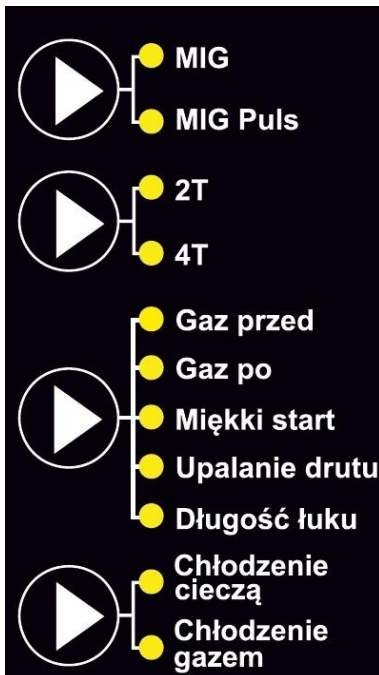 MIG
MIG Puls
2T
4T
Gaz przed
Gaz po
Miękki start
Upalanie drutu
Długość łuku
Chłodzenie
cieczą
Chłodzenie
gazem